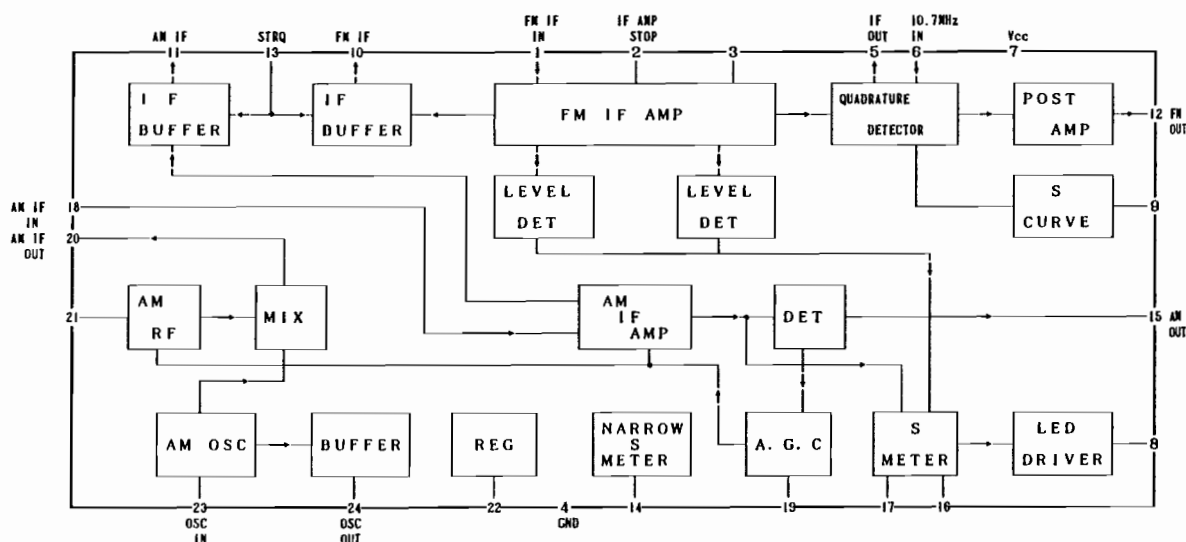 AM IF
11
STRQ
13
FM IF
10
FM IF
IN
1
IF AMP
STOP
2
3
IF
OUT
5
10.7MHz
IN
6
Vcc
7
IF
BUFFER
IF
BUFFER
FM IF AMP
QUADRATURE
DETECTOR
POST
AMP
12 FM
OUT
LEVEL
DET
LEVEL
DET
S
CURVE
9
AM IF 18
IN
AM IF 20
OUT
21
AM
RF
MIX
AM
IF
AMP
DET
15 AM
OUT
AM OSC
BUFFER
REG
NARROW
S
METER
A.G.C
S
METER
LED
DRIVER
8
23
OSC
IN
24
OSC
OUT
22
4
GND
14
19
17
16